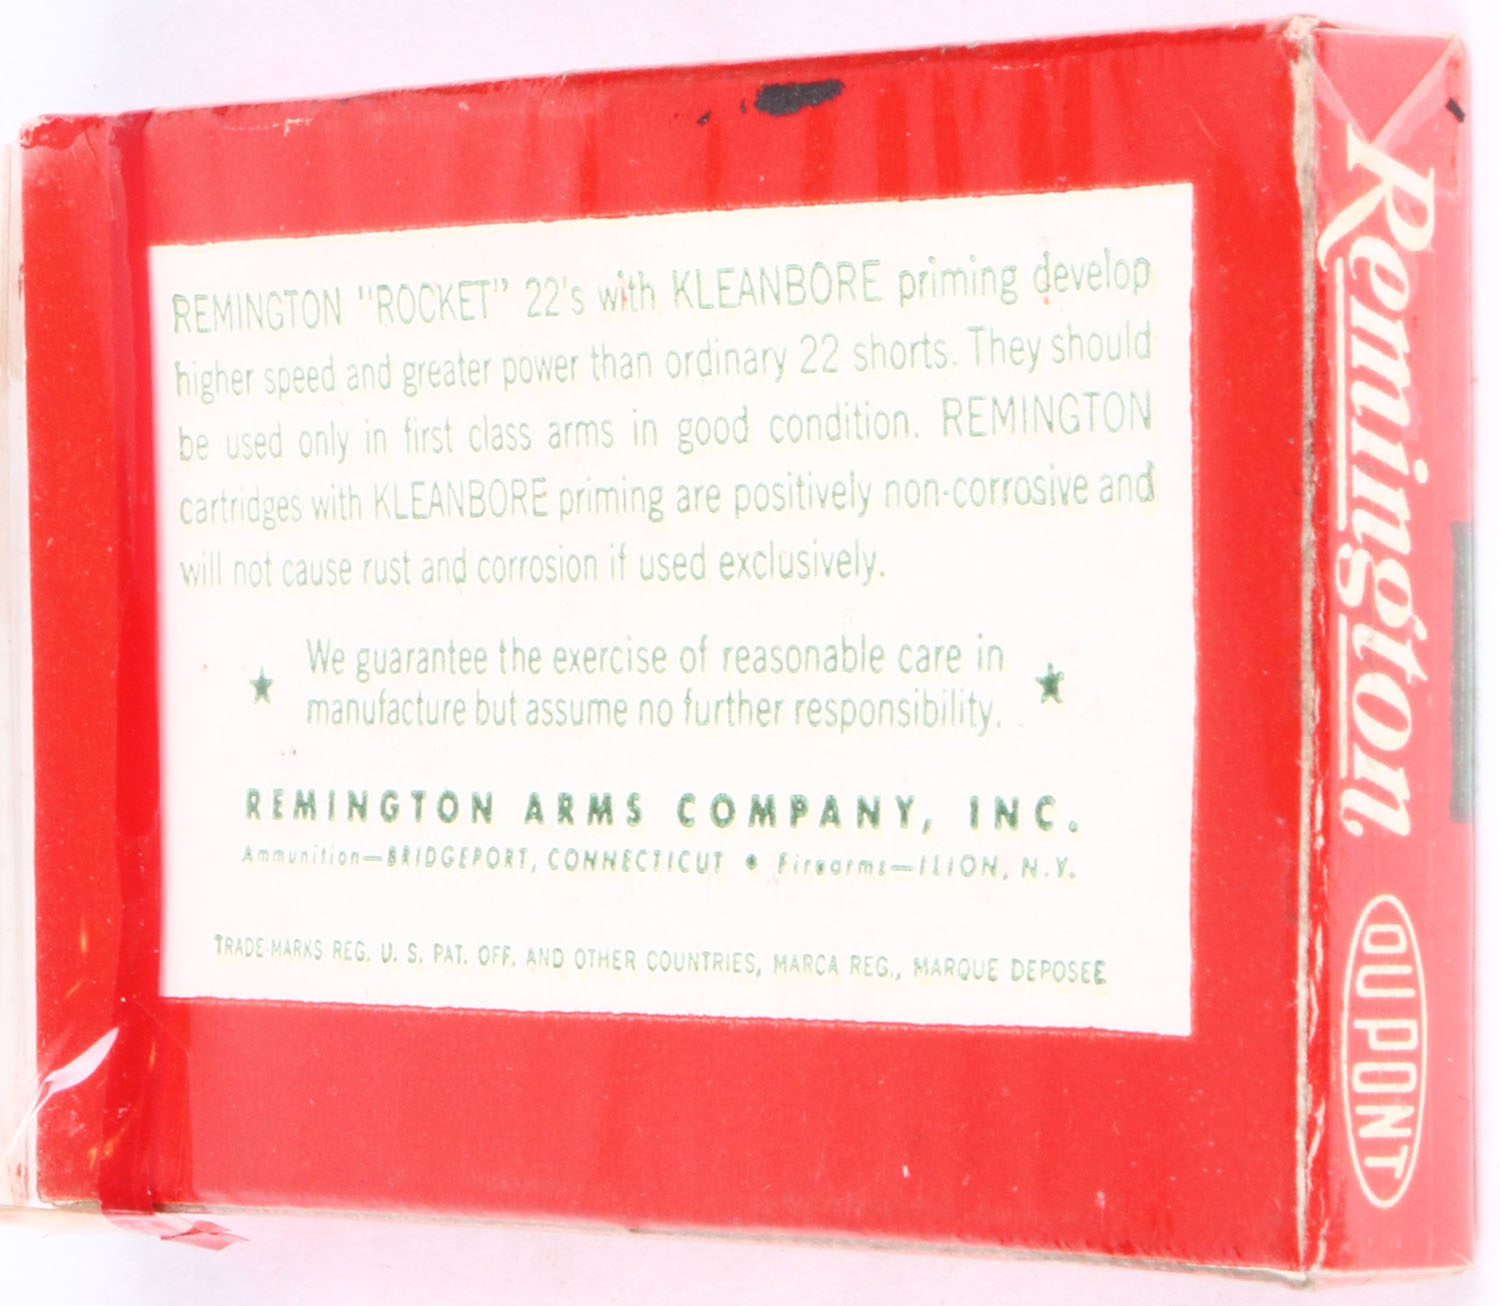 REMINGTON "ROCKET" 22's with KLEANBORE priming develop
higher speed and greater power than ordinary 22 shorts. They should
be used only in first class arms in good condition. REMINGTON
cartridges with KLEANBORE priming are positively non-corrosive and
will not cause rust and corrosion if used exclusively.
We guarantee the exercise of reasonable care in
manufacture but assume no further responsibility.
REMINGTON ARMS COMPANY, INC.
Ammunition—BRIDGEPORT, CONNECTICUT • Firearms—ILION, N.Y.
TRADE-MARKS REG. U. S. PAT. OFF. AND OTHER COUNTRIES, MARCA REG., MARQUE DEPOSEE
Remington
DU PONT